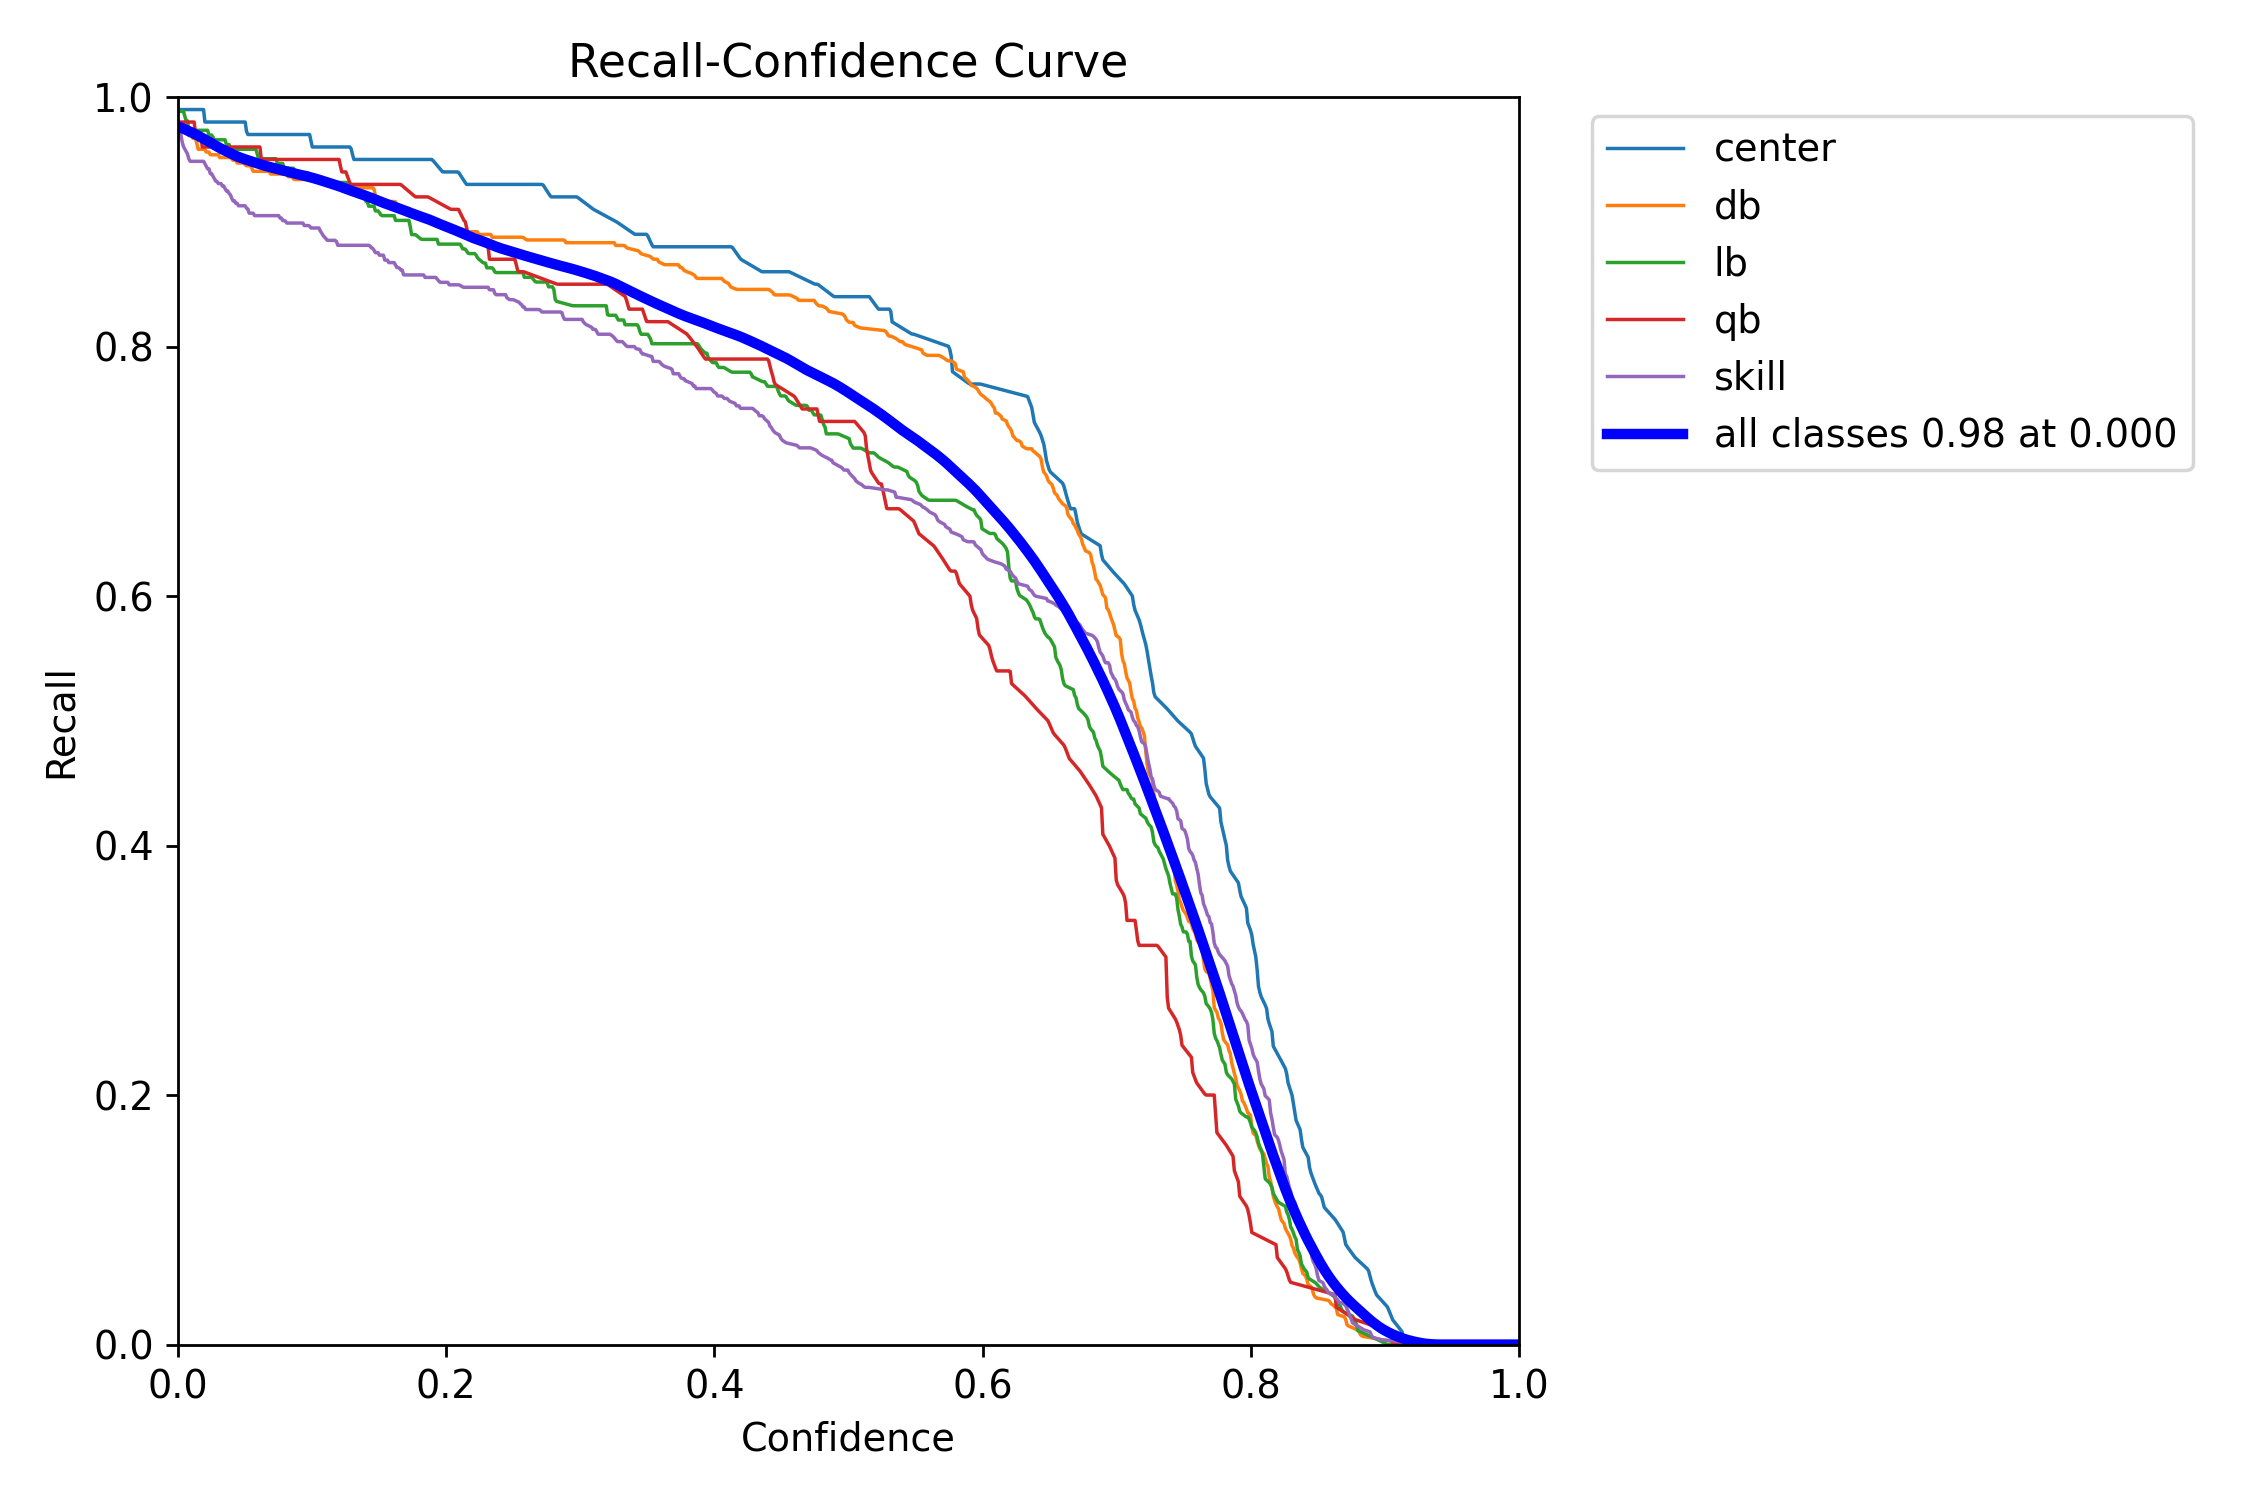 Recall-Confidence Curve
1.0
0.8
0.6
0.4
0.2
0.0
Recall
0.0 0.2 0.4 0.6 0.8 1.0
Confidence
center
db
lb
qb
skill
all classes 0.98 at 0.000